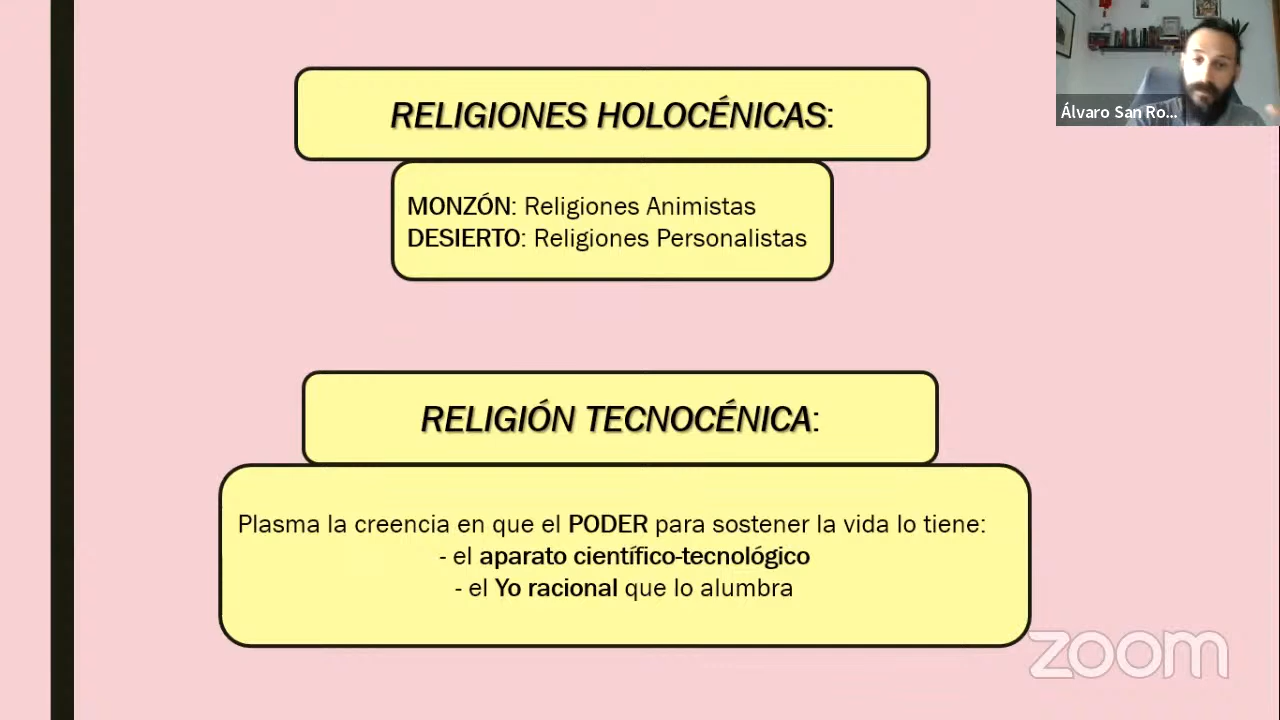 RELIGIONES HOLOCÉNICAS:
Álvaro San Ro...
MONZÓN: Religiones Animistas
DESIERTO: Religiones Personalistas
RELIGIÓN TECNOCÉNICA:
Plasma la creencia en que el PODER para sostener la vida lo tiene:
- el aparato científico-tecnológico
- el Yo racional que lo alumbra
zoom